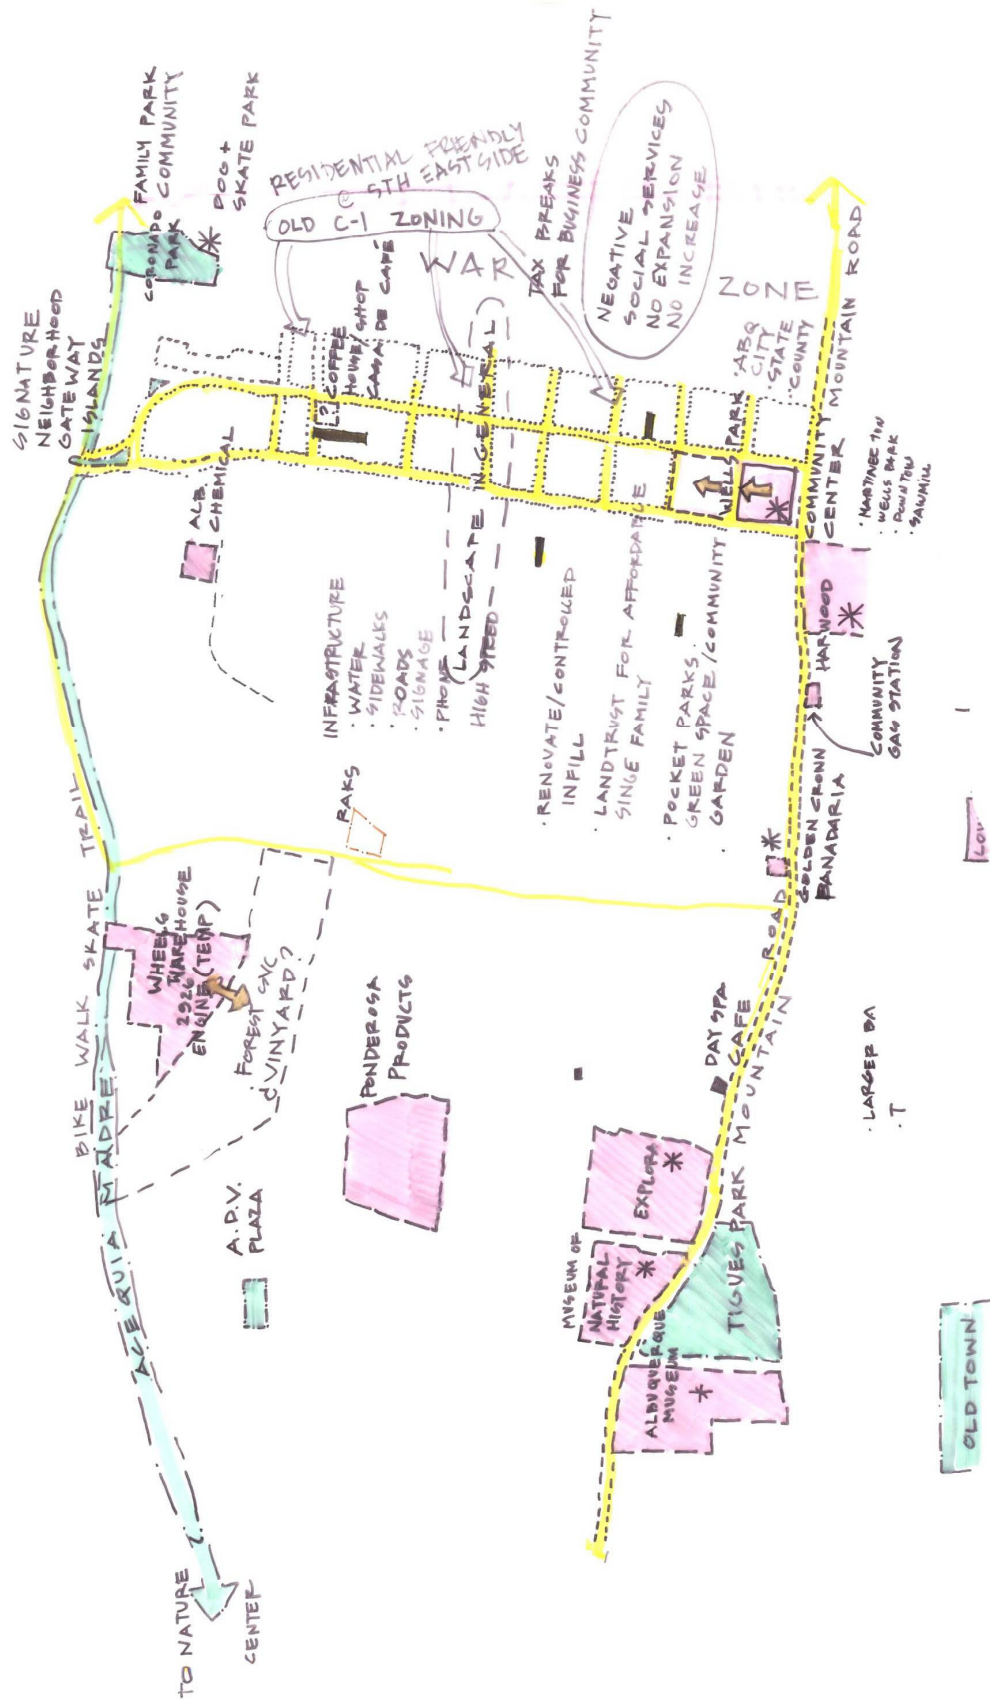 SIGNATURE
NEIGHBORHOOD
GATEWAY
ISLANDS
CORONADO
PARK
FAMILY PARK
COMMUNITY
DOG +
SKATE PARK
RESIDENTIAL FRIENDLY
@ 5TH EAST SIDE
OLD C-1 ZONING
WAR
ZONE
TAX BREAKS
FOR BUSINESS COMMUNITY
NEGATIVE
SOCIAL SERVICES
NO EXPANSION
NO INCREASE
?
COFFEE
HOUSE/SHOP
CASA DE CAFÉ
ALB.
CHEMICAL
INFRASTRUCTURE
· WATER
· SIDEWALKS
· ROADS
· SIGNAGE
· PHONE
(LANDSCAPE IN GENERAL)
HIGH SPEED
· RENOVATE/CONTROLLED
INFILL
· LANDTRUST FOR AFFORDABLE
SINGE FAMILY
· POCKET PARKS
GREEN SPACE/COMMUNITY
GARDEN
WELLS PARK
· ABQ
· CITY
· STATE
· COUNTY
COMMUNITY
CENTER
MOUNTAIN ROAD
· MARTINEZTON
· WELLS PARK
· DOWNTOWN
· SAWMILL
HARWOOD
COMMUNITY
GAS STATION
GOLDEN CROWN
PANADARIA
BIKE WALK SKATE TRAIL
ACEQUIA MADRE
WHEELS
WAREHOUSE
2926
ENGINE (TEMP)
· FOREST SVC
¿VINYARD?
RAKS
PONDEROSA
PRODUCTS
A.D.V.
PLAZA
DAY SPA
CAFE
MOUNTAIN ROAD
EXPLORA
MUSEUM OF
NATURAL
HISTORY
TIGUES PARK
ALBUQUERQUE
MUSEUM
TO NATURE
CENTER
OLD TOWN
· LARGER BA
· T
LOW